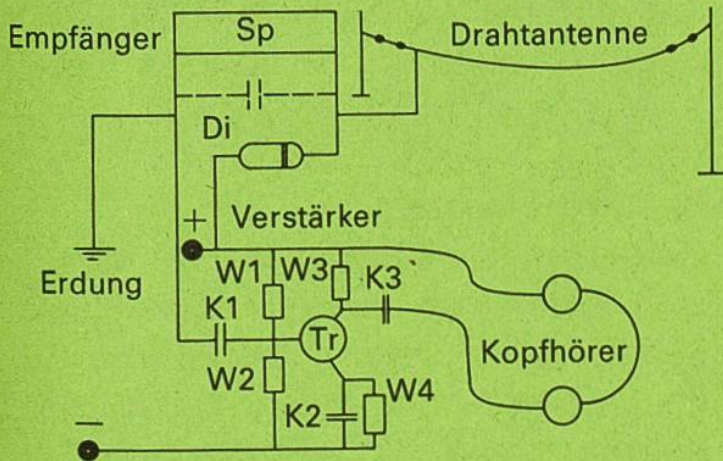 Empfänger
Sp
Drahtantenne
Di
+
Verstärker
Erdung
W1
W3
K3
K1
Tr
Kopfhörer
W2
W4
K2
−